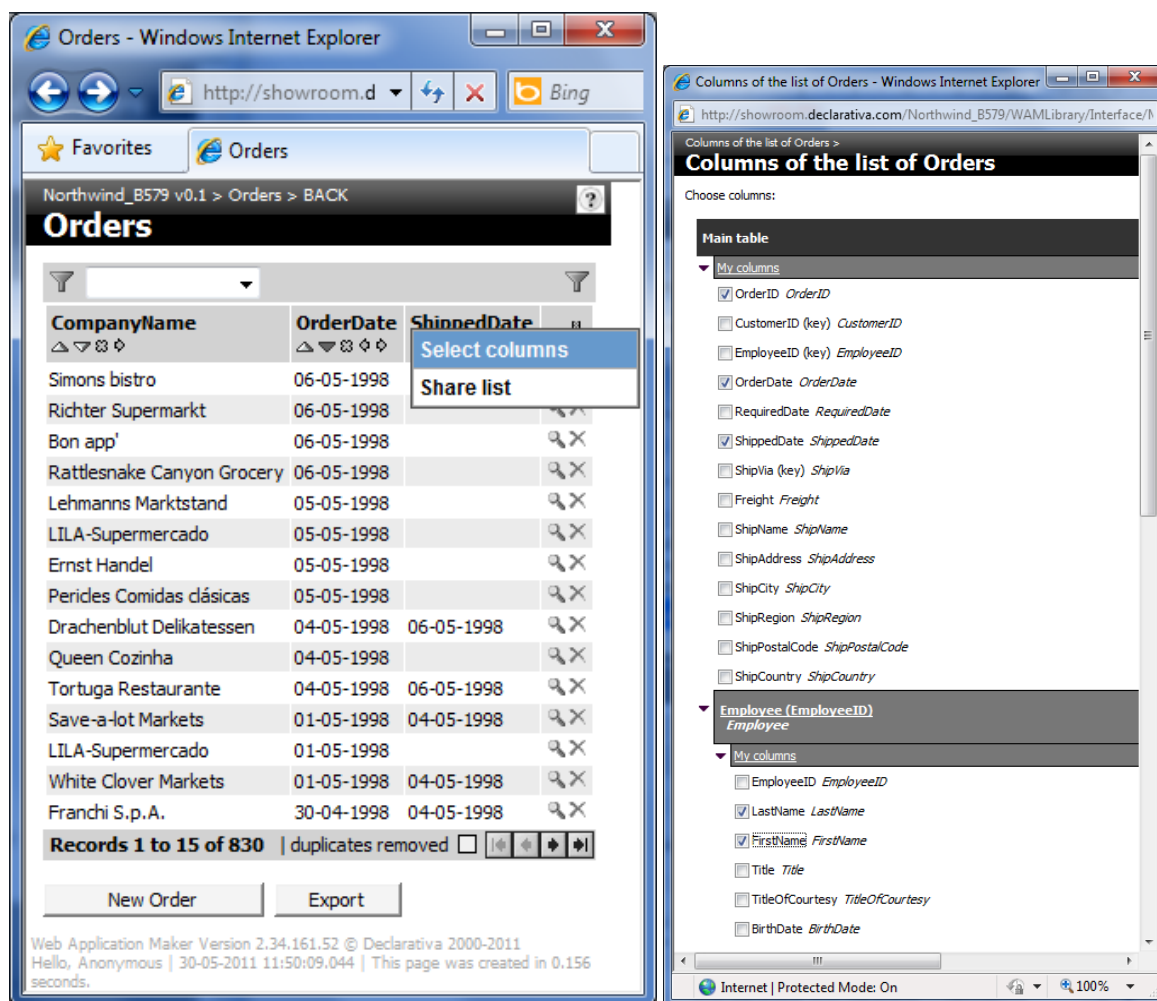 Orders - Windows Internet Explorer
http://showroom.d
Bing
Favorites
Orders
Northwind_B579 v0.1 > Orders > BACK
?
Orders
CompanyName OrderDate ShippedDate
Select columns
Share list
Simons bistro 06-05-1998
Richter Supermarkt 06-05-1998
Bon app' 06-05-1998
Rattlesnake Canyon Grocery 06-05-1998
Lehmanns Marktstand 05-05-1998
LILA-Supermercado 05-05-1998
Ernst Handel 05-05-1998
Pericles Comidas clásicas 05-05-1998
Drachenblut Delikatessen 04-05-1998 06-05-1998
Queen Cozinha 04-05-1998
Tortuga Restaurante 04-05-1998 06-05-1998
Save-a-lot Markets 01-05-1998 04-05-1998
LILA-Supermercado 01-05-1998
White Clover Markets 01-05-1998 04-05-1998
Franchi S.p.A. 30-04-1998 04-05-1998
Records 1 to 15 of 830 | duplicates removed
New Order Export
Web Application Maker Version 2.34.161.52 © Declarativa 2000-2011
Hello, Anonymous | 30-05-2011 11:50:09.044 | This page was created in 0.156
seconds.
Columns of the list of Orders - Windows Internet Explorer
http://showroom.declarativa.com/Northwind_B579/WAMLibrary/Interface/
Columns of the list of Orders >
Columns of the list of Orders
Choose columns:
Main table
My columns
OrderID OrderID
CustomerID (key) CustomerID
EmployeeID (key) EmployeeID
OrderDate OrderDate
RequiredDate RequiredDate
ShippedDate ShippedDate
ShipVia (key) ShipVia
Freight Freight
ShipName ShipName
ShipAddress ShipAddress
ShipCity ShipCity
ShipRegion ShipRegion
ShipPostalCode ShipPostalCode
ShipCountry ShipCountry
Employee (EmployeeID)
Employee
My columns
EmployeeID EmployeeID
LastName LastName
FirstName FirstName
Title Title
TitleOfCourtesy TitleOfCourtesy
BirthDate BirthDate
Internet | Protected Mode: On 100%